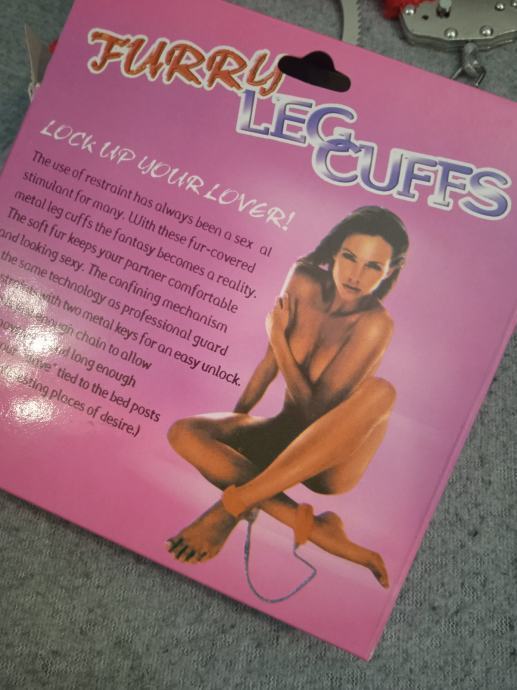 FURRY
LEG
CUFFS
LOCK UP YOUR LOVER!
The use of restraint has always been a sex al
stimulant for many. With these fur-covered
metal leg cuffs the fantasy becomes a reality.
The soft fur keeps your partner comfortable
and looking sexy. The confining mechanism
the same technology as professional guard
with two metal keys for an easy unlock.
enough chain to allow
and long enough
tied to the bed posts
places of desire.)